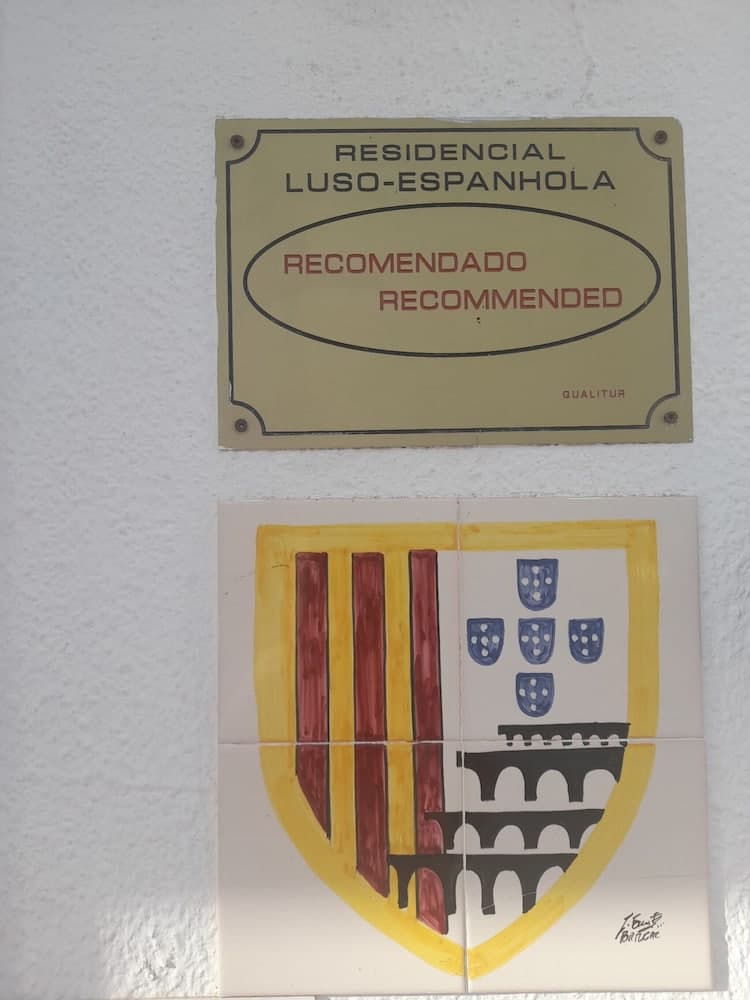 RESIDENCIAL
LUSO-ESPANHOLA
RECOMENDADO
RECOMMENDED
QUALITUR